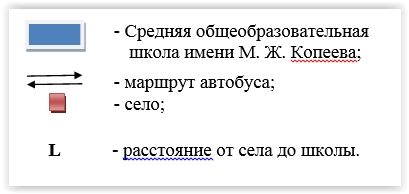 - Средняя общеобразовательная
школа имени М. Ж. Копеева;
- маршрут автобуса;
- село;
L - расстояние от села до школы.